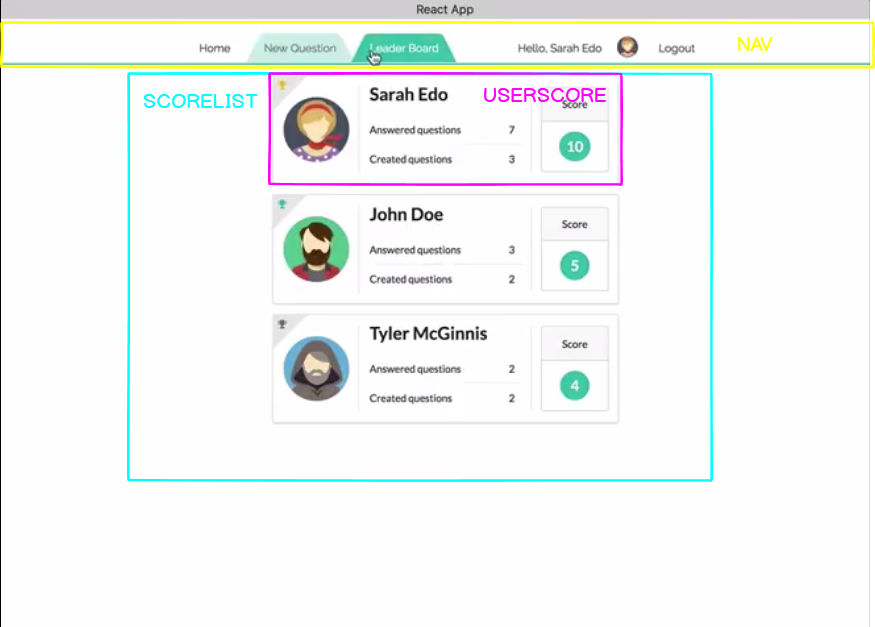 React App
Home New Question Leader Board Hello, Sarah Edo Logout NAV
SCORELIST
Sarah Edo USERSCORE
Score
Answered questions 7
10
Created questions 3
John Doe
Score
Answered questions 3
5
Created questions 2
Tyler McGinnis
Score
Answered questions 2
4
Created questions 2